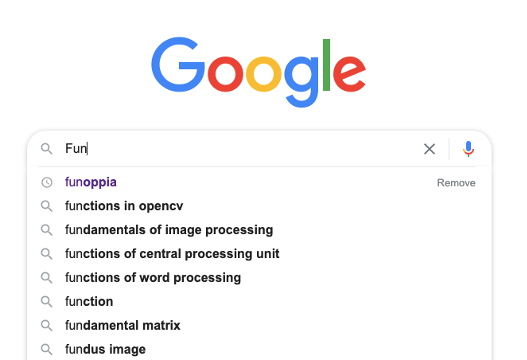 Google
Fun
funoppia Remove
functions in opencv
fundamentals of image processing
functions of central processing unit
functions of word processing
function
fundamental matrix
fundus image